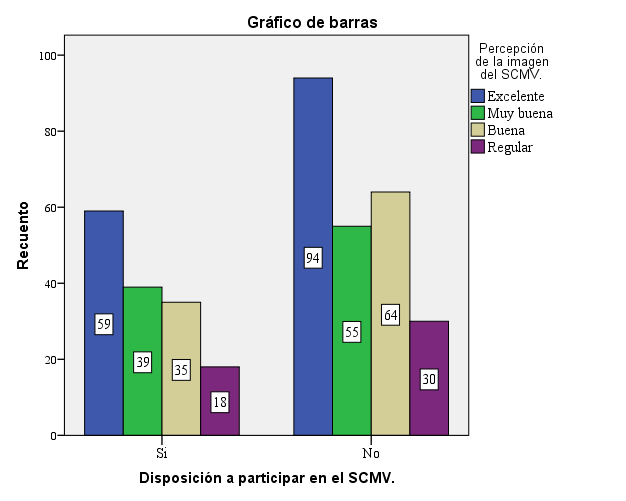 Gráfico de barras
Percepción
de la imagen
del SCMV.
Excelente
Muy buena
Buena
Regular
Recuento
100
80
60
40
20
0
59
39
35
18
94
55
64
30
Si
No
Disposición a participar en el SCMV.